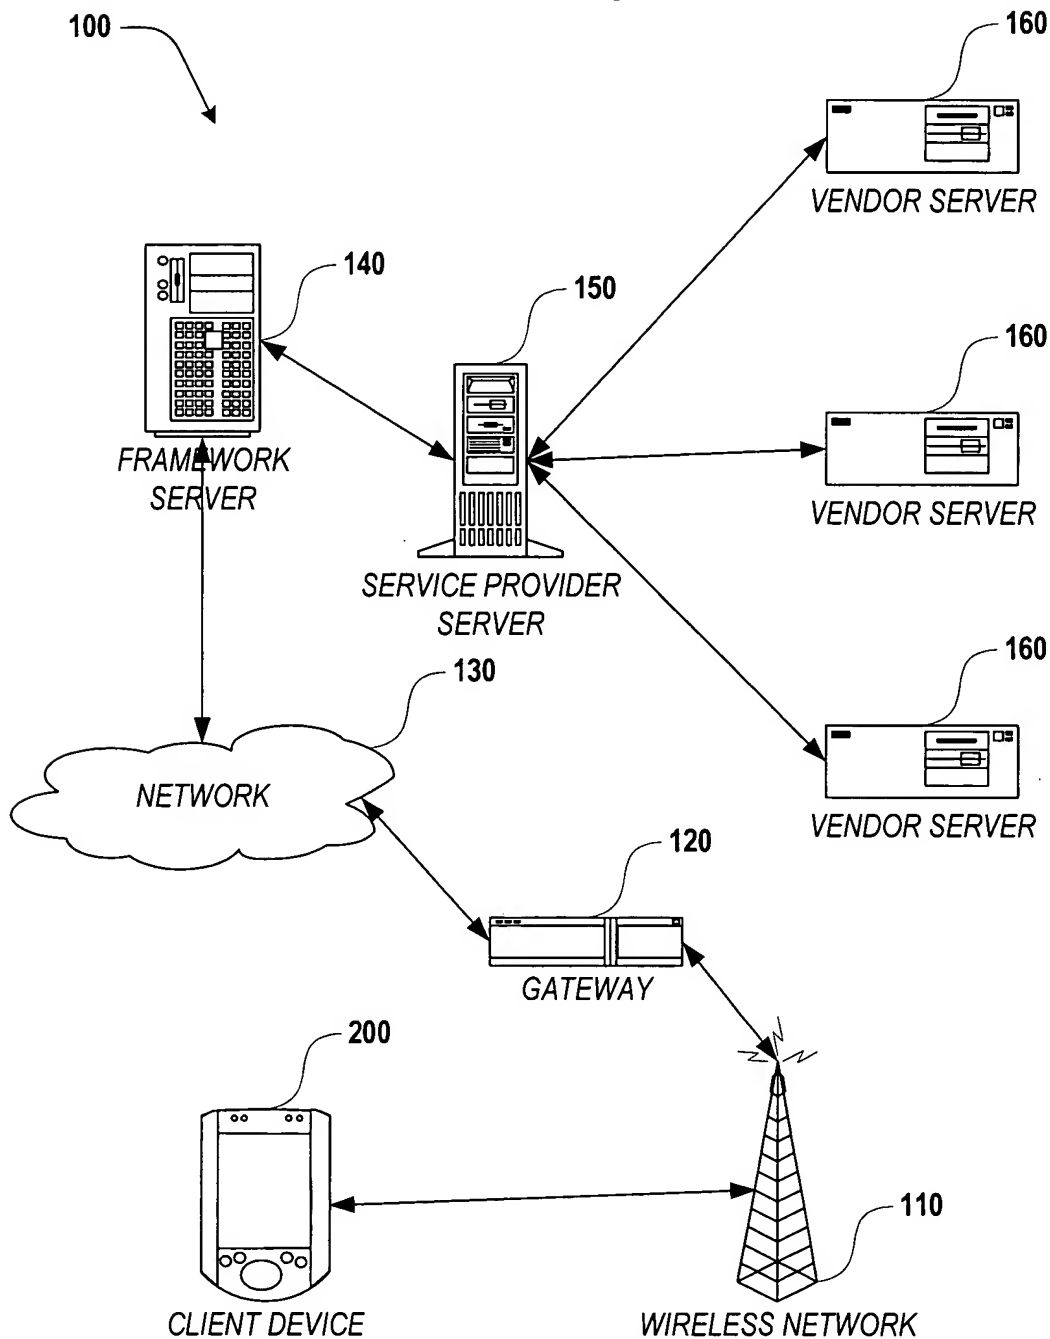 100
160
VENDOR SERVER
140
150
160
FRAMEWORK
SERVER
VENDOR SERVER
SERVICE PROVIDER
SERVER
160
130
NETWORK
VENDOR SERVER
120
GATEWAY
200
110
CLIENT DEVICE
WIRELESS NETWORK